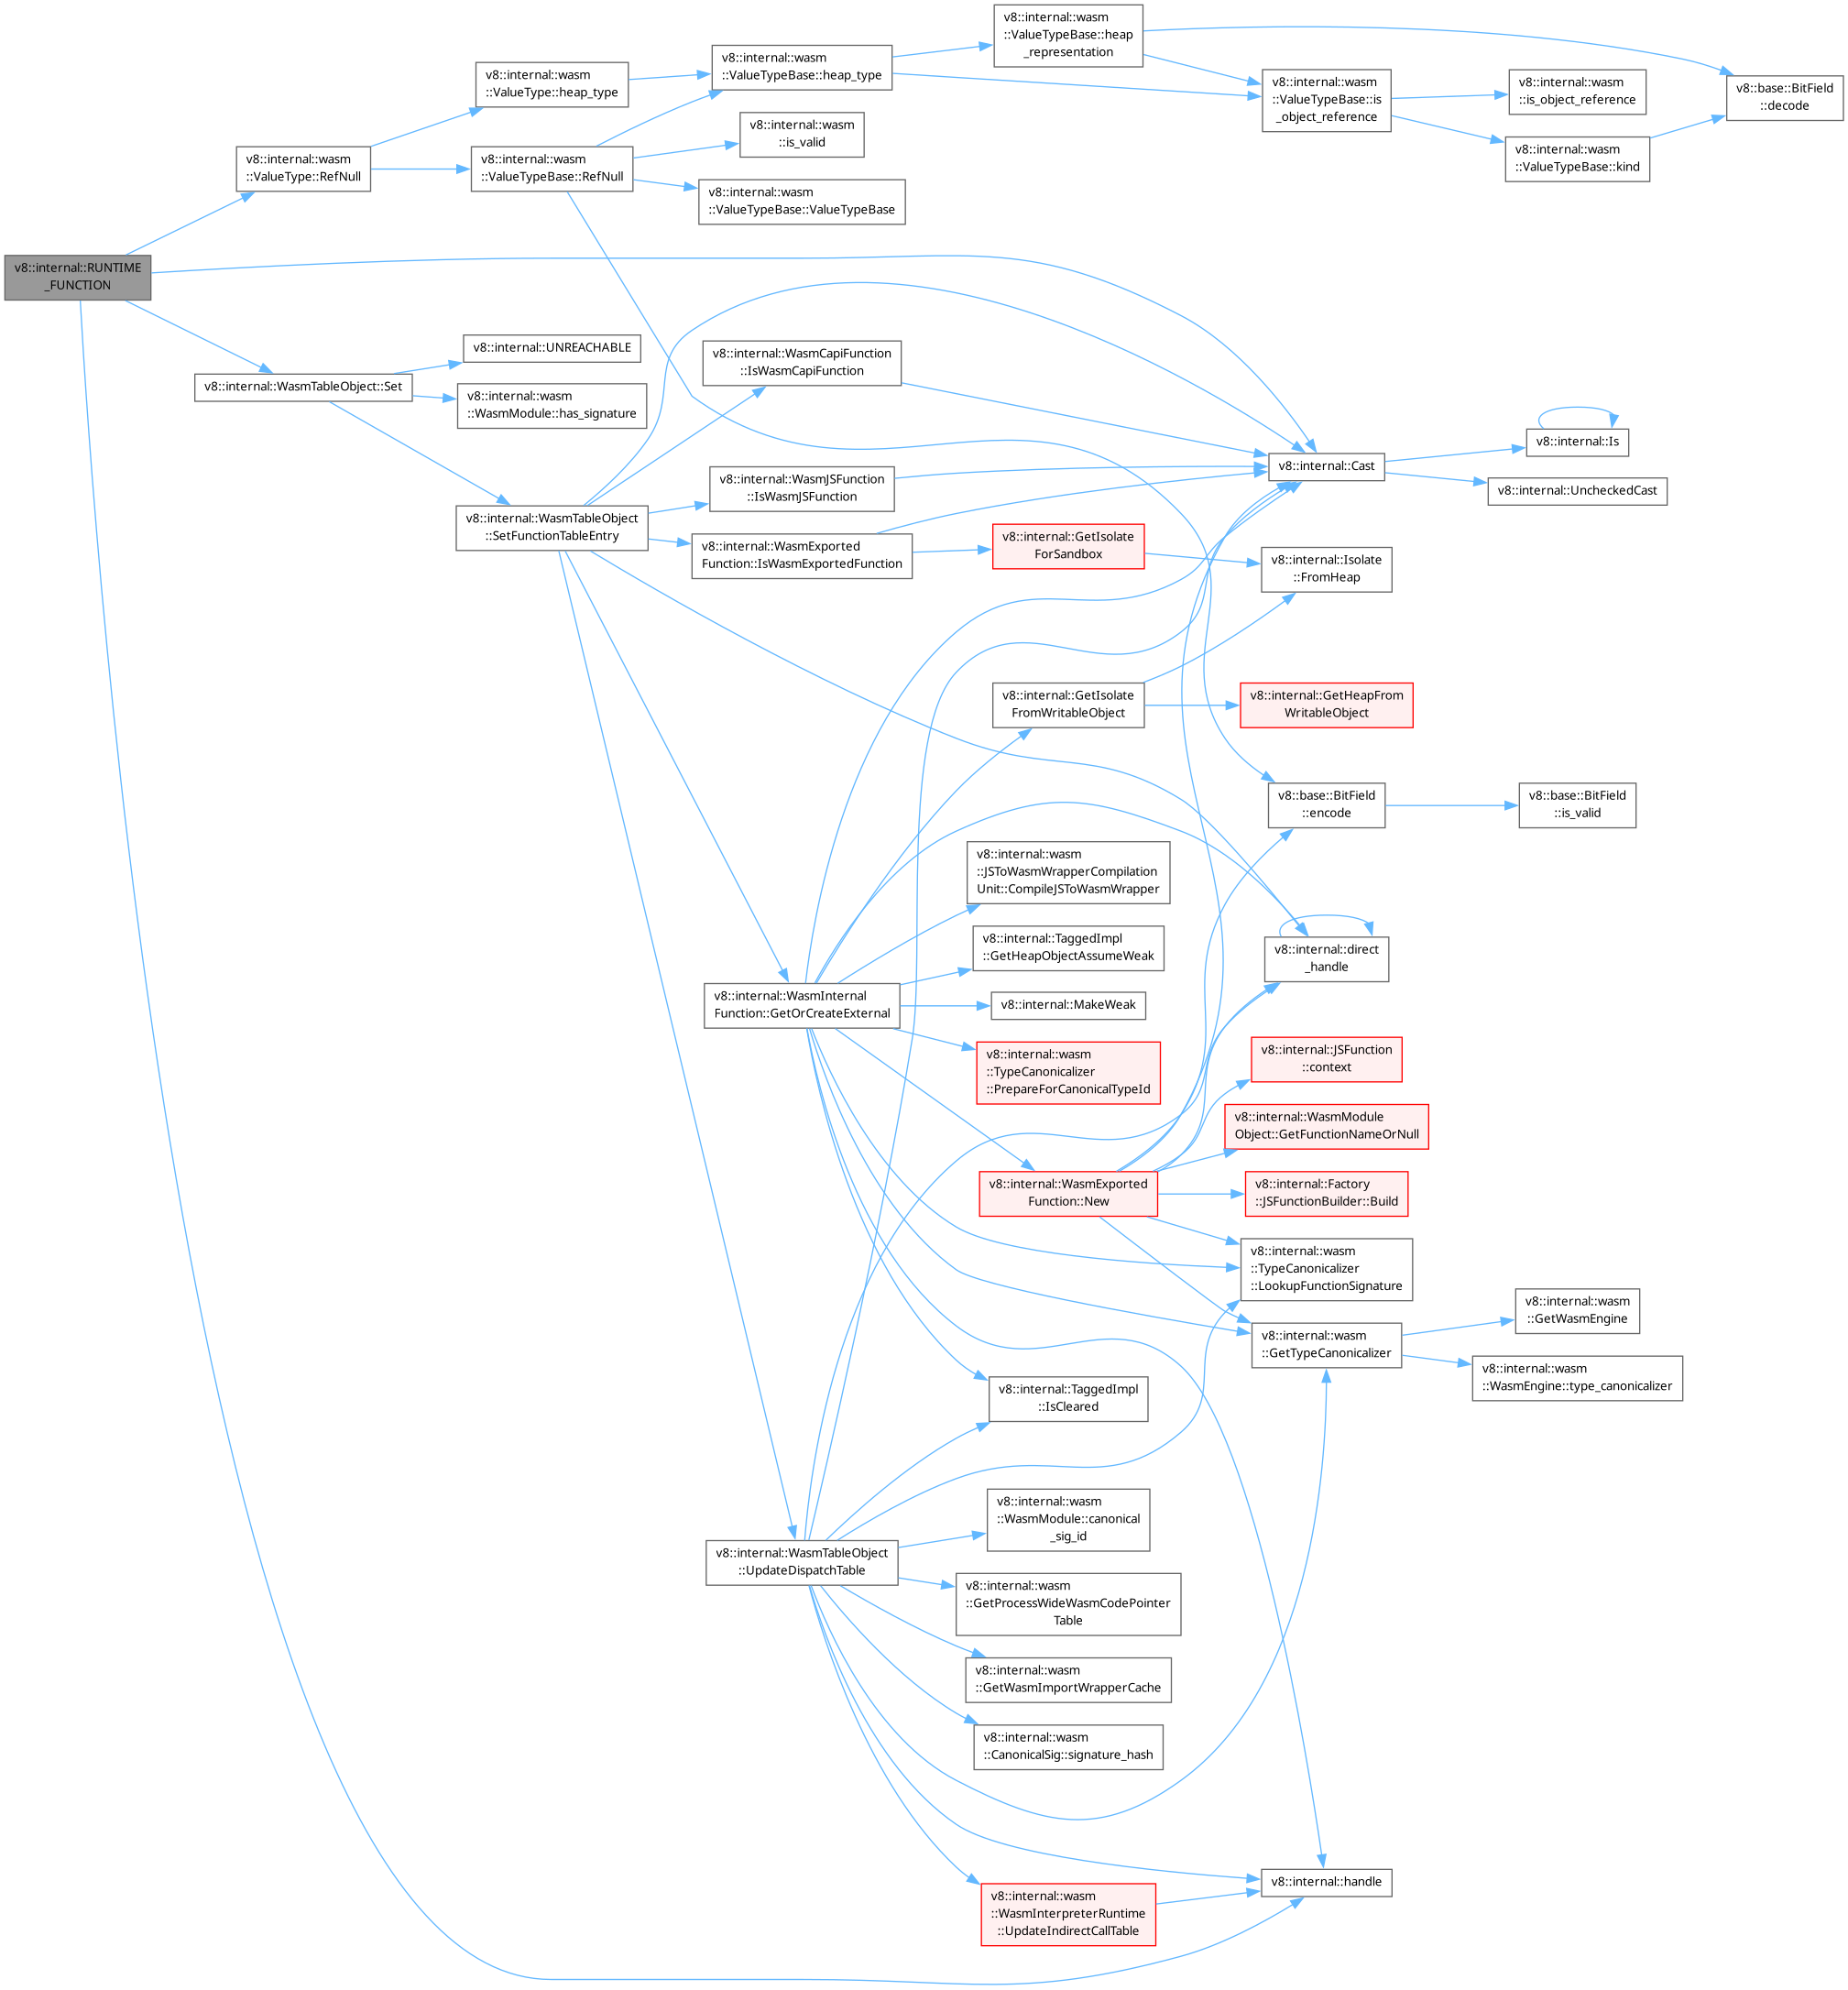 v8::internal::RUNTIME
_FUNCTION
v8::internal::wasm
::ValueType::RefNull
v8::internal::wasm
::ValueType::heap_type
v8::internal::wasm
::ValueTypeBase::heap_type
v8::internal::wasm
::ValueTypeBase::heap
_representation
v8::base::BitField
::decode
v8::internal::wasm
::ValueTypeBase::is
_object_reference
v8::internal::wasm
::is_object_reference
v8::internal::wasm
::ValueTypeBase::kind
v8::internal::wasm
::ValueTypeBase::RefNull
v8::internal::wasm
::is_valid
v8::internal::wasm
::ValueTypeBase::ValueTypeBase
v8::internal::WasmTableObject::Set
v8::internal::UNREACHABLE
v8::internal::wasm
::WasmModule::has_signature
v8::internal::WasmTableObject
::SetFunctionTableEntry
v8::internal::WasmCapiFunction
::IsWasmCapiFunction
v8::internal::WasmJSFunction
::IsWasmJSFunction
v8::internal::WasmExported
Function::IsWasmExportedFunction
v8::internal::GetIsolate
ForSandbox
v8::internal::Cast
v8::internal::Is
v8::internal::UncheckedCast
v8::internal::Isolate
::FromHeap
v8::internal::GetIsolate
FromWritableObject
v8::internal::GetHeapFrom
WritableObject
v8::base::BitField
::encode
v8::base::BitField
::is_valid
v8::internal::wasm
::JSToWasmWrapperCompilation
Unit::CompileJSToWasmWrapper
v8::internal::TaggedImpl
::GetHeapObjectAssumeWeak
v8::internal::direct
_handle
v8::internal::WasmInternal
Function::GetOrCreateExternal
v8::internal::MakeWeak
v8::internal::wasm
::TypeCanonicalizer
::PrepareForCanonicalTypeId
v8::internal::JSFunction
::context
v8::internal::WasmModule
Object::GetFunctionNameOrNull
v8::internal::WasmExported
Function::New
v8::internal::Factory
::JSFunctionBuilder::Build
v8::internal::wasm
::TypeCanonicalizer
::LookupFunctionSignature
v8::internal::wasm
::GetTypeCanonicalizer
v8::internal::wasm
::GetWasmEngine
v8::internal::wasm
::WasmEngine::type_canonicalizer
v8::internal::TaggedImpl
::IsCleared
v8::internal::WasmTableObject
::UpdateDispatchTable
v8::internal::wasm
::WasmModule::canonical
_sig_id
v8::internal::wasm
::GetProcessWideWasmCodePointer
Table
v8::internal::wasm
::GetWasmImportWrapperCache
v8::internal::wasm
::CanonicalSig::signature_hash
v8::internal::handle
v8::internal::wasm
::WasmInterpreterRuntime
::UpdateIndirectCallTable